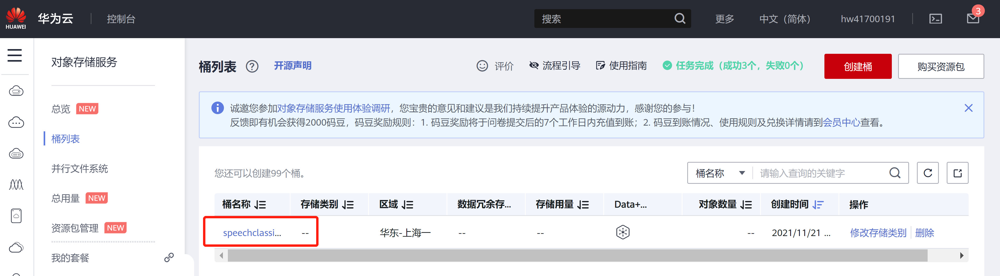 HUAWEI
华为云
控制台
搜索
更多
中文（简体）
hw41700191
3
对象存储服务
总览 NEW
桶列表
并行文件系统
总用量 NEW
资源包管理 NEW
我的套餐
桶列表 ? 开源声明
评价
流程引导
使用指南
任务完成（成功3个，失败0个）
创建桶
购买资源包
诚邀您参加对象存储服务使用体验调研，您宝贵的意见和建议是我们持续提升产品体验的源动力，感谢您的参与！
反馈即有机会获得2000码豆，码豆奖励规则：1. 码豆奖励将于问卷提交后的7个工作日内充值到账；2. 码豆到账情况、使用规则及兑换详情请到会员中心查看。
您还可以创建99个桶。
桶名称
请输入查询的关键字
桶名称 存储类别 区域 数据冗余存... 存储用量 Data+... 对象数量 创建时间 操作
speechclassi... -- 华东-上海一 -- -- -- 2021/11/21 ... 修改存储类别 删除